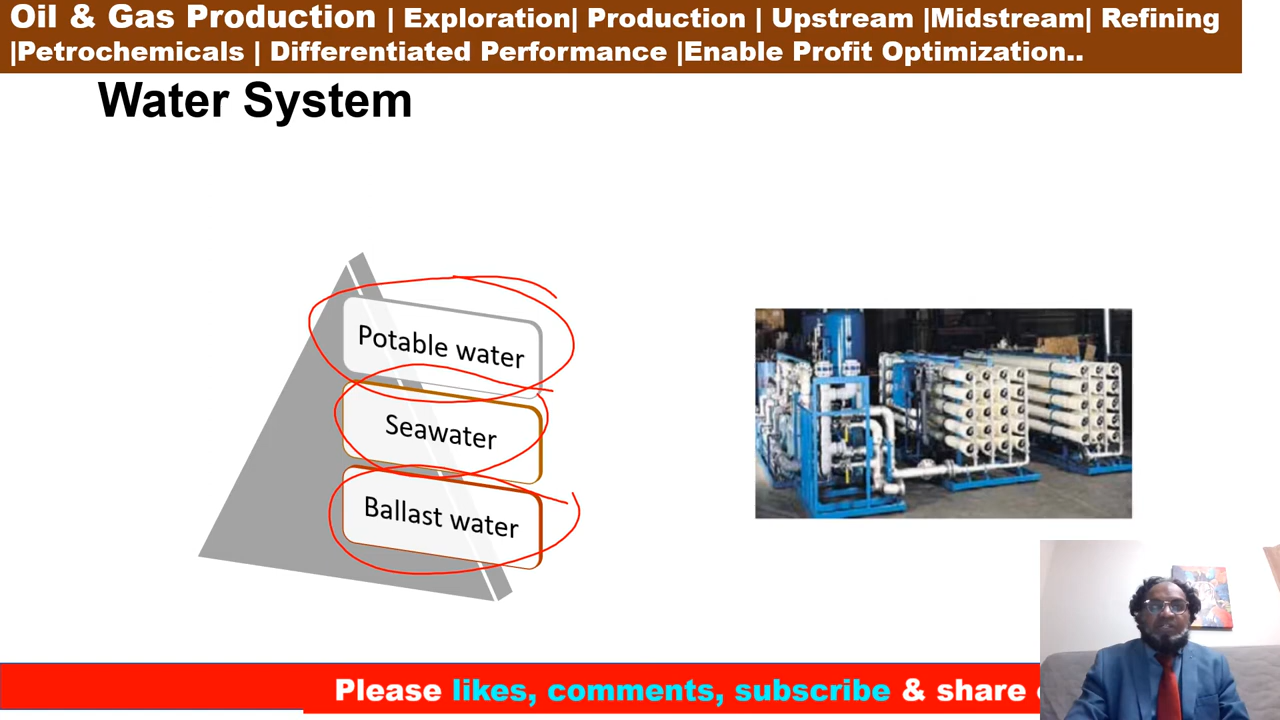 Oil & Gas Production | Exploration| Production | Upstream |Midstream| Refining
|Petrochemicals | Differentiated Performance |Enable Profit Optimization..
Water System
Potable water
Seawater
Ballast water
Please likes, comments, subscribe & share